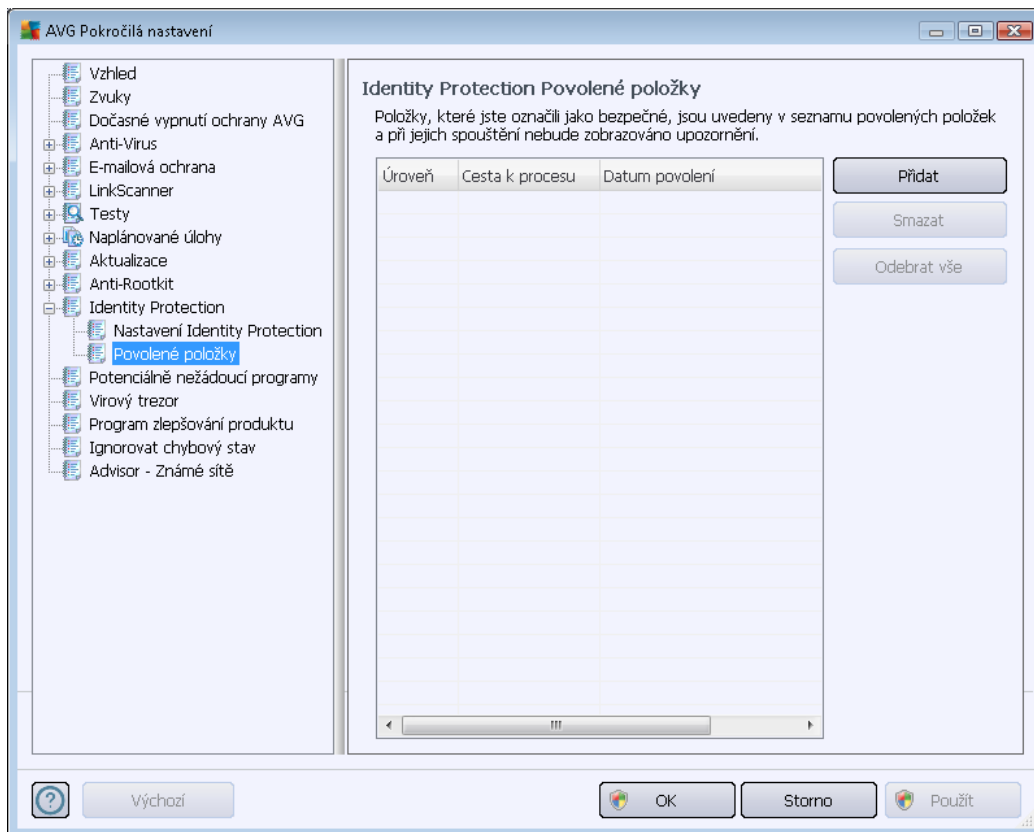 AVG Pokročilá nastavení
Vzhled
Zvuky
Dočasné vypnutí ochrany AVG
Anti-Virus
E-mailová ochrana
LinkScanner
Testy
Naplánované úlohy
Aktualizace
Anti-Rootkit
Identity Protection
Nastavení Identity Protection
Povolené položky
Potenciálně nežádoucí programy
Virový trezor
Program zlepšování produktu
Ignorovat chybový stav
Advisor - Známé sítě
Identity Protection Povolené položky
Položky, které jste označili jako bezpečné, jsou uvedeny v seznamu povolených položek
a při jejich spouštění nebude zobrazováno upozornění.
Úroveň Cesta k procesu Datum povolení
Přidat
Smazat
Odebrat vše
Výchozí
OK
Storno
Použít